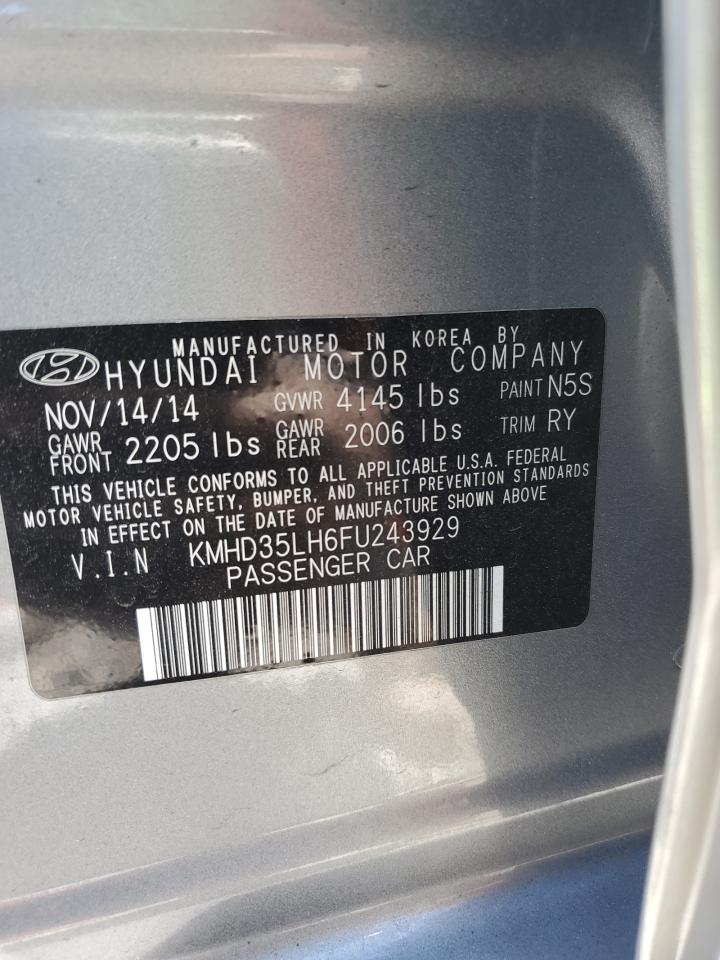 MANUFACTURED IN KOREA BY
HYUNDAI MOTOR COMPANY
NOV/14/14 GVWR 4145 lbs PAINT N5S
GAWR FRONT 2205 lbs GAWR REAR 2006 lbs TRIM RY
THIS VEHICLE CONFORMS TO ALL APPLICABLE U.S.A. FEDERAL
MOTOR VEHICLE SAFETY, BUMPER, AND THEFT PREVENTION STANDARDS
IN EFFECT ON THE DATE OF MANUFACTURE SHOWN ABOVE
V.I.N KMHD35LH6FU243929
PASSENGER CAR